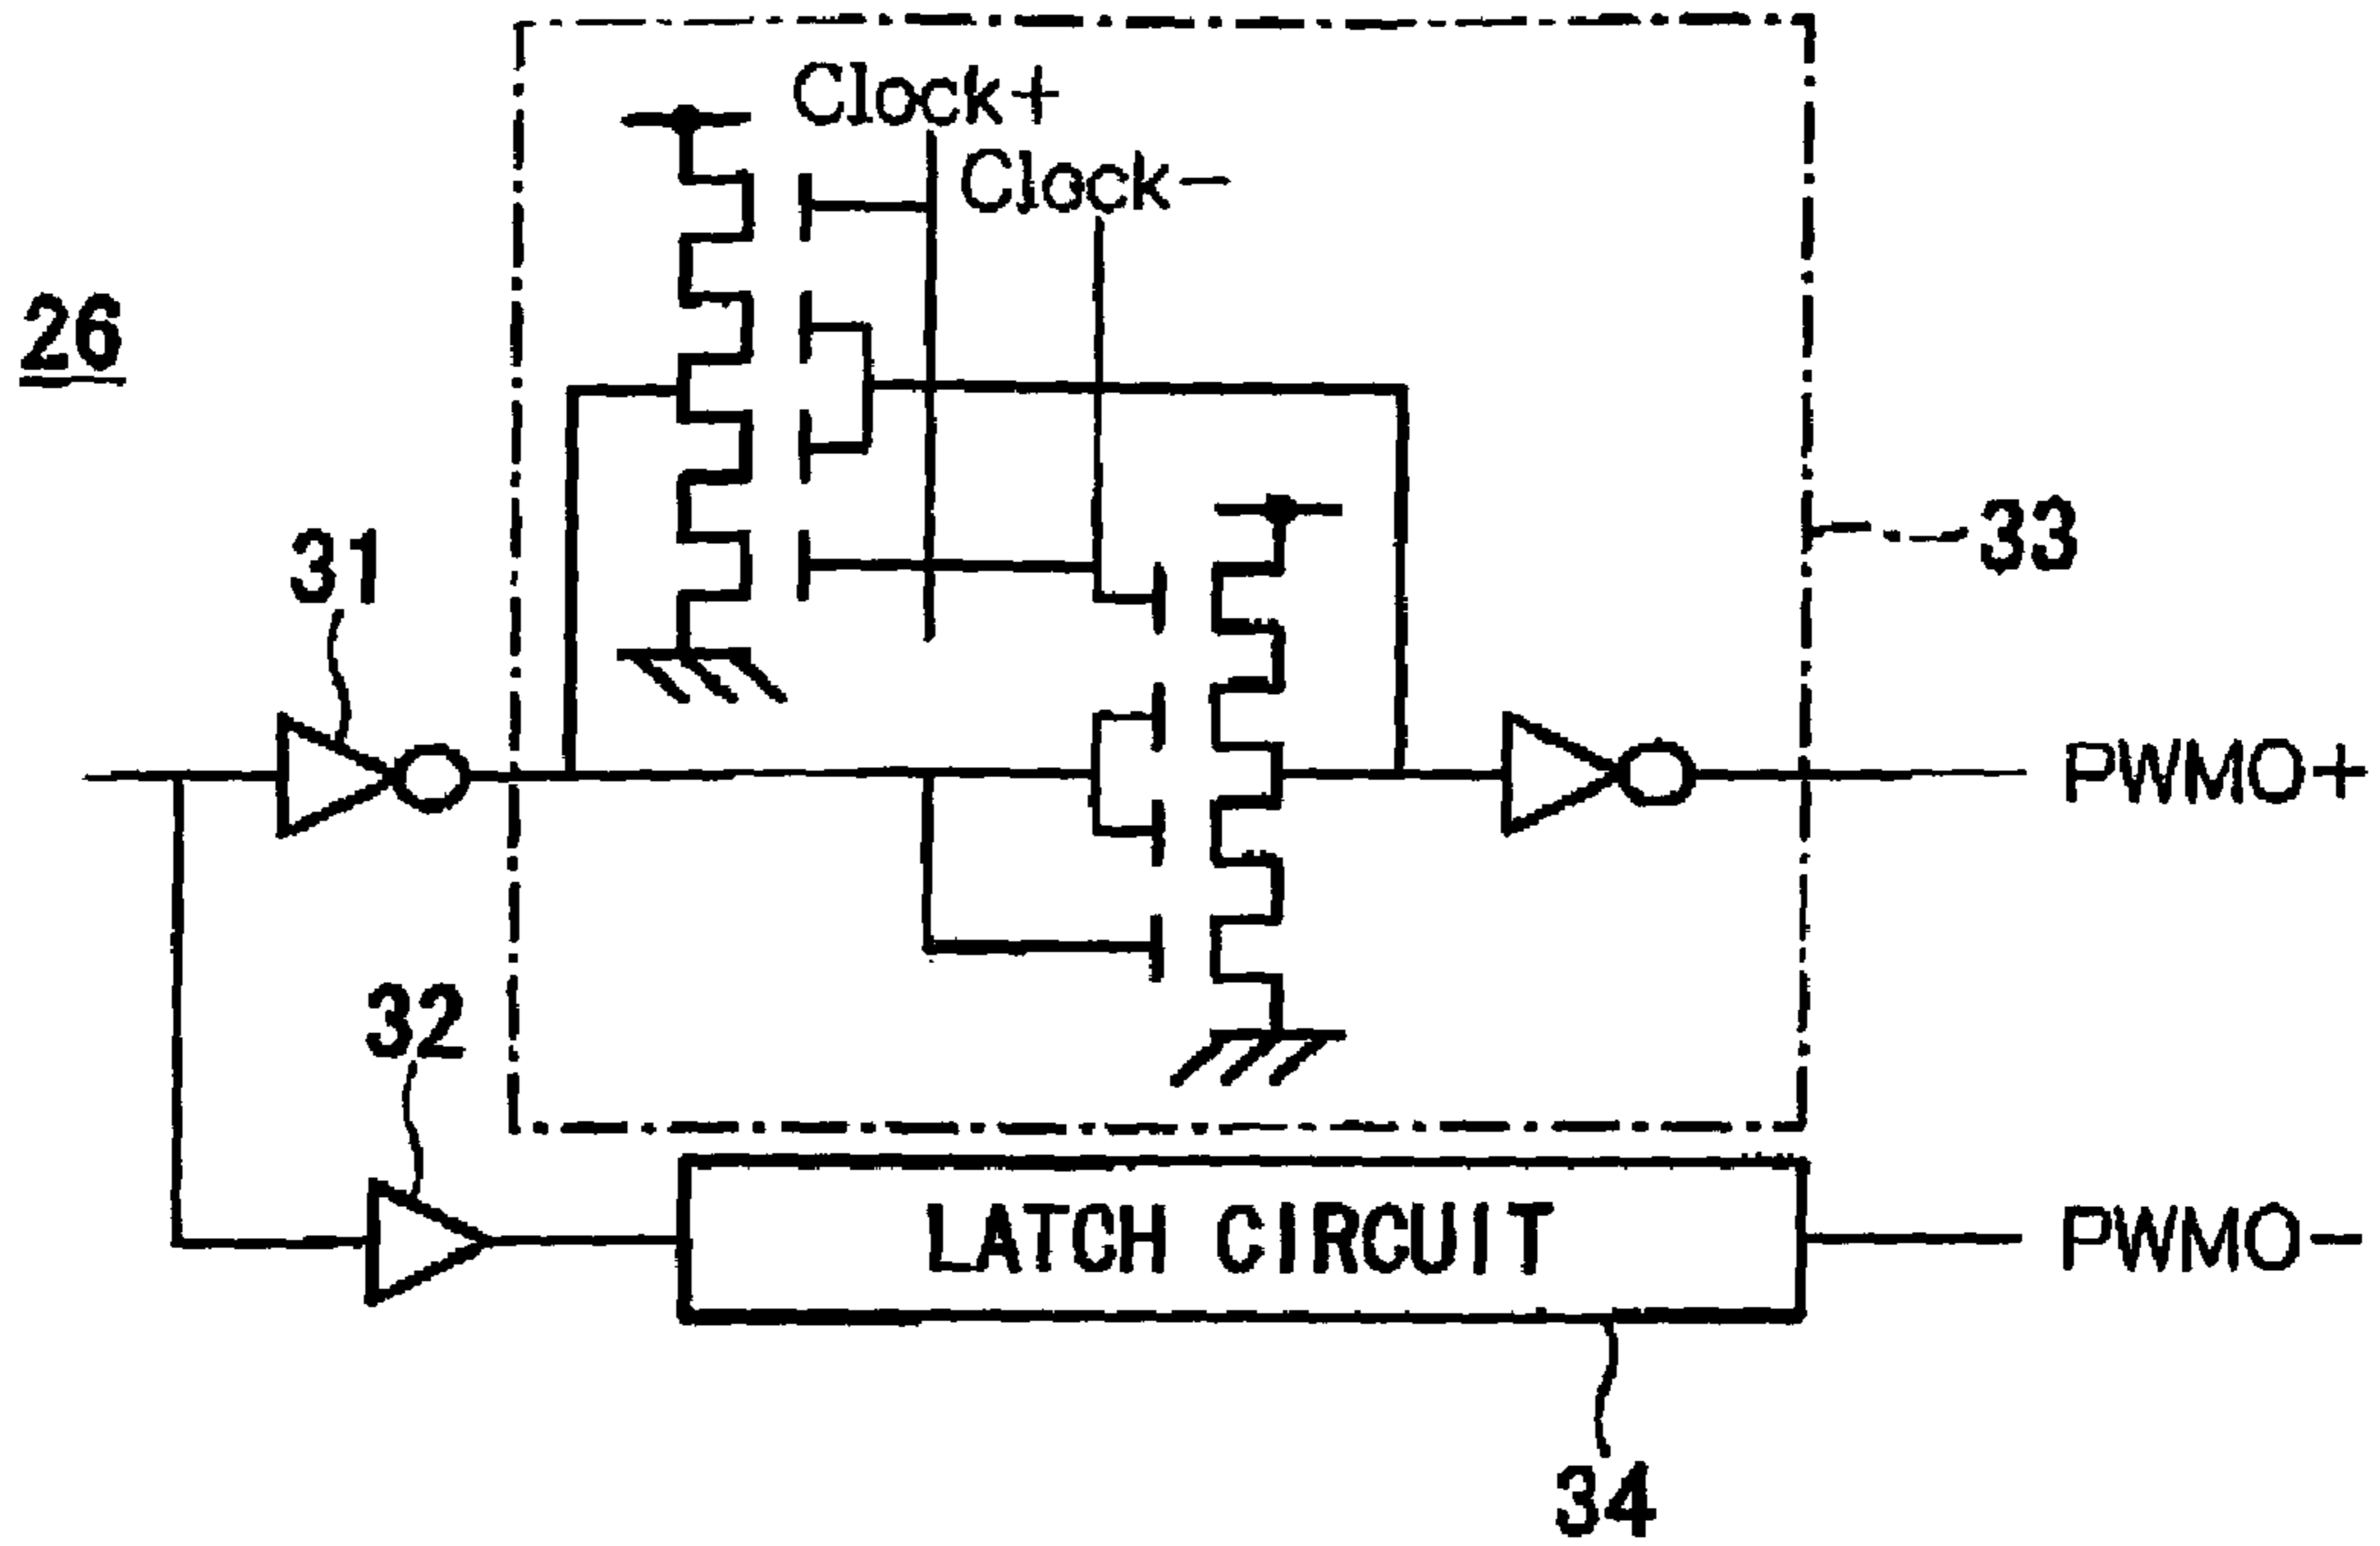 Clock+
Clock-
26
33
31
PWMO+
32
LATCH CIRCUIT
PWMO-
34